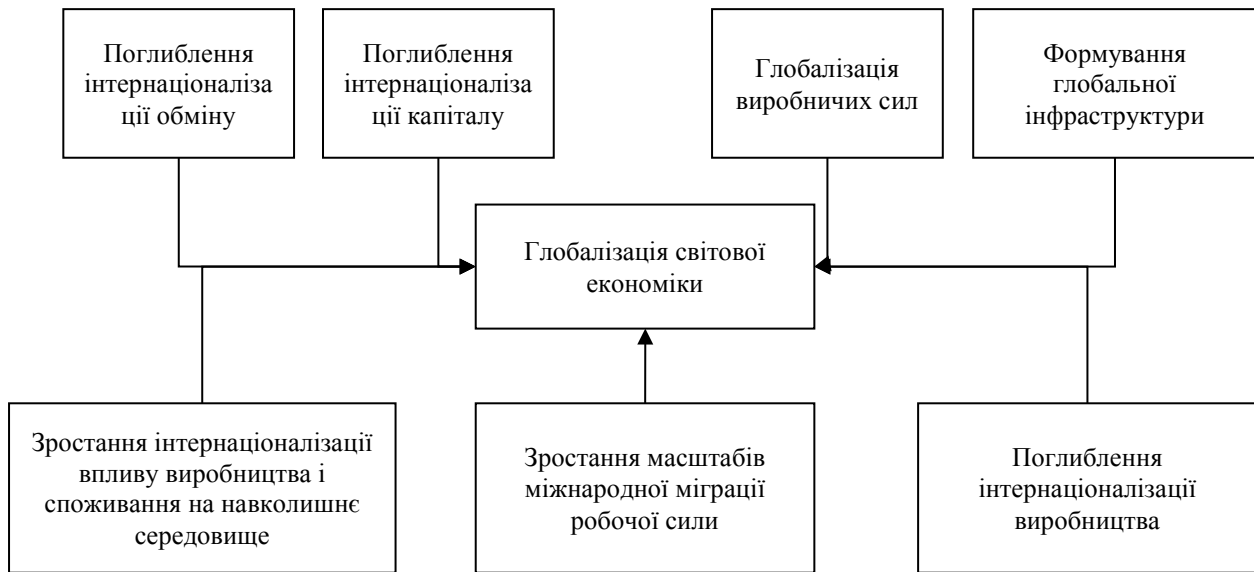 Поглиблення
інтернаціоналіза
ції обміну
Поглиблення
інтернаціоналіза
ції капіталу
Глобалізація
виробничих сил
Формування
глобальної
інфраструктури
Глобалізація світової
економіки
Зростання інтернаціоналізації
впливу виробництва і
споживання на навколишнє
середовище
Зростання масштабів
міжнародної міграції
робочої сили
Поглиблення
інтернаціоналізації
виробництва